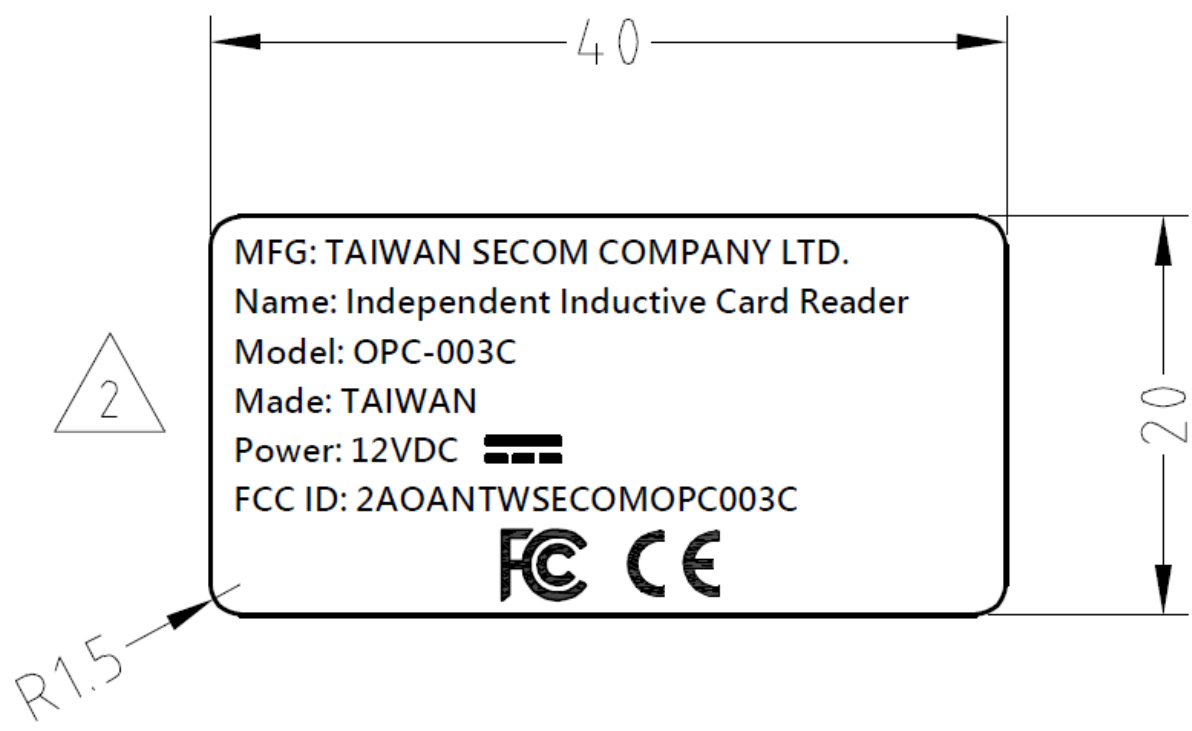 40
MFG: TAIWAN SECOM COMPANY LTD.
Name: Independent Inductive Card Reader
Model: OPC-003C
2
Made: TAIWAN
20
Power: 12VDC
FCC ID: 2AOANTWSECOMOPC003C
FC CE
R1.5